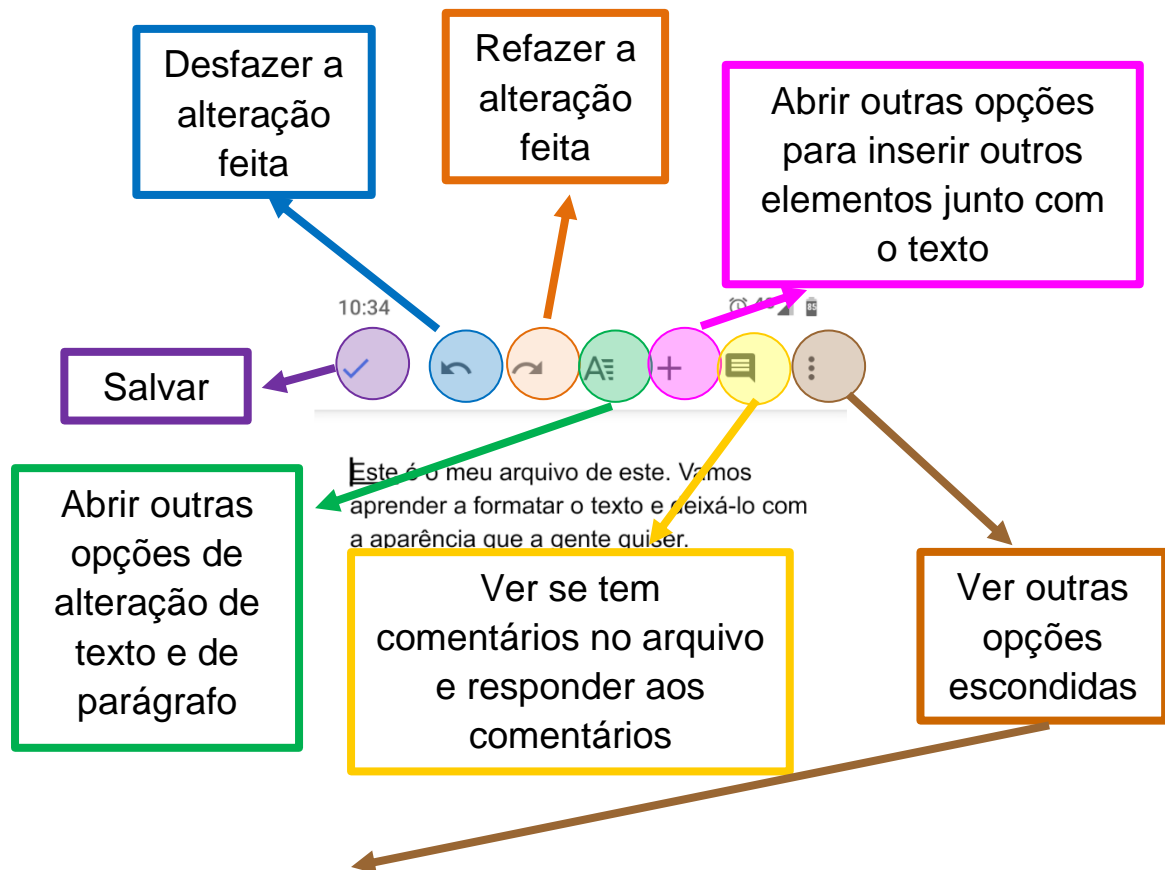 Desfazer a
alteração
feita
Refazer a
alteração
feita
Abrir outras opções
para inserir outros
elementos junto com
o texto
10:34
Salvar
Este é o meu arquivo de este. Vamos
aprender a formatar o texto e deixá-lo com
a aparência que a gente quiser.
Abrir outras
opções de
alteração de
texto e de
parágrafo
Ver se tem
comentários no arquivo
e responder aos
comentários
Ver outras
opções
escondidas